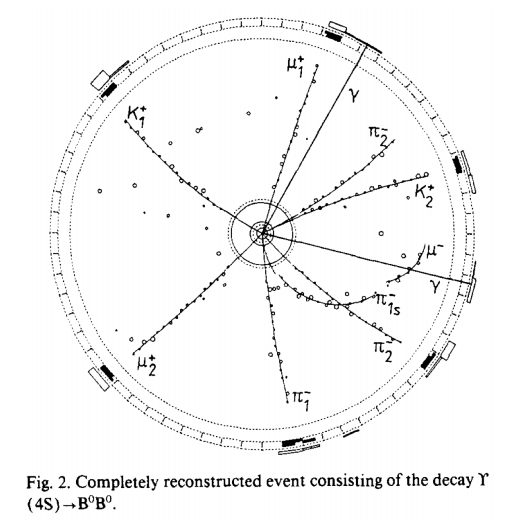 μ₁⁺
γ
K₁⁺
π₂⁻
K₂⁺
μ⁻
γ
π₁ₛ⁻
π₂⁻
μ₂⁺
π₁⁻
Fig. 2. Completely reconstructed event consisting of the decay ϒ
(4S)→B⁰B⁰.